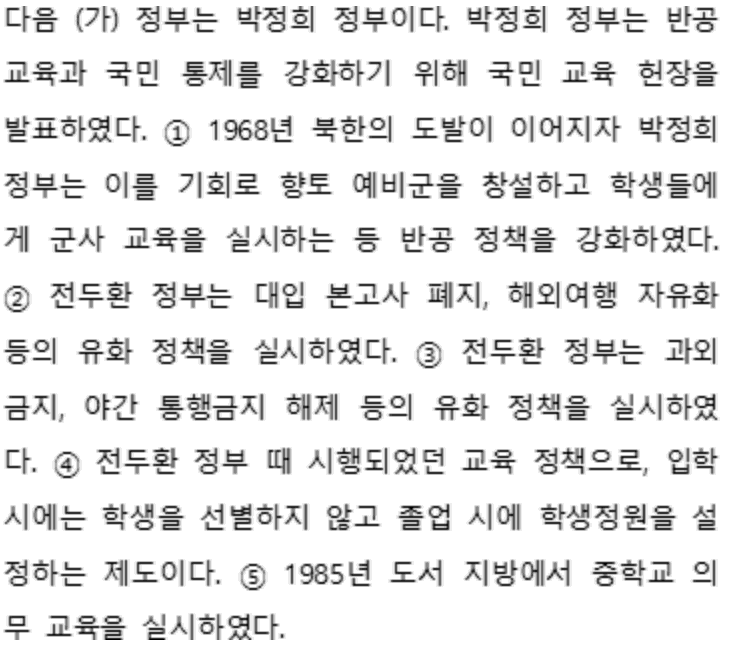 다음 (가) 정부는 박정희 정부이다. 박정희 정부는 반공
교육과 국민 통제를 강화하기 위해 국민 교육 헌장을
발표하였다. ① 1968년 북한의 도발이 이어지자 박정희
정부는 이를 기회로 향토 예비군을 창설하고 학생들에
게 군사 교육을 실시하는 등 반공 정책을 강화하였다.
② 전두환 정부는 대입 본고사 폐지, 해외여행 자유화
등의 유화 정책을 실시하였다. ③ 전두환 정부는 과외
금지, 야간 통행금지 해제 등의 유화 정책을 실시하였
다. ④ 전두환 정부 때 시행되었던 교육 정책으로, 입학
시에는 학생을 선별하지 않고 졸업 시에 학생정원을 설
정하는 제도이다. ⑤ 1985년 도서 지방에서 중학교 의
무 교육을 실시하였다.